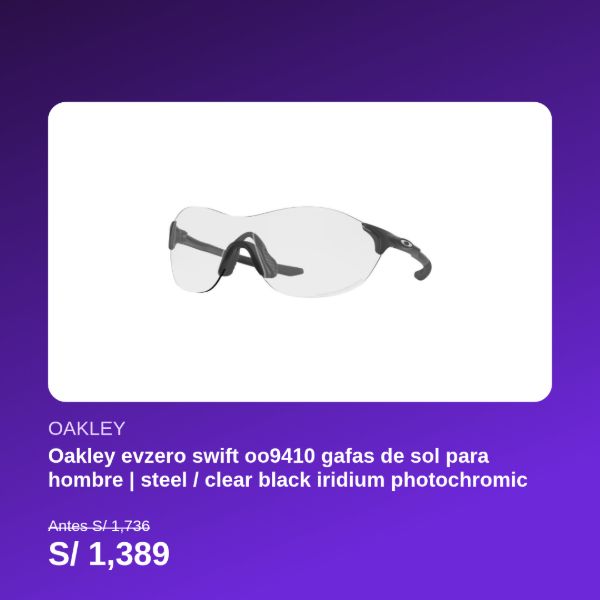 OAKLEY
Oakley evzero swift oo9410 gafas de sol para
hombre | steel / clear black iridium photochromic
Antes S/ 1,736
S/ 1,389